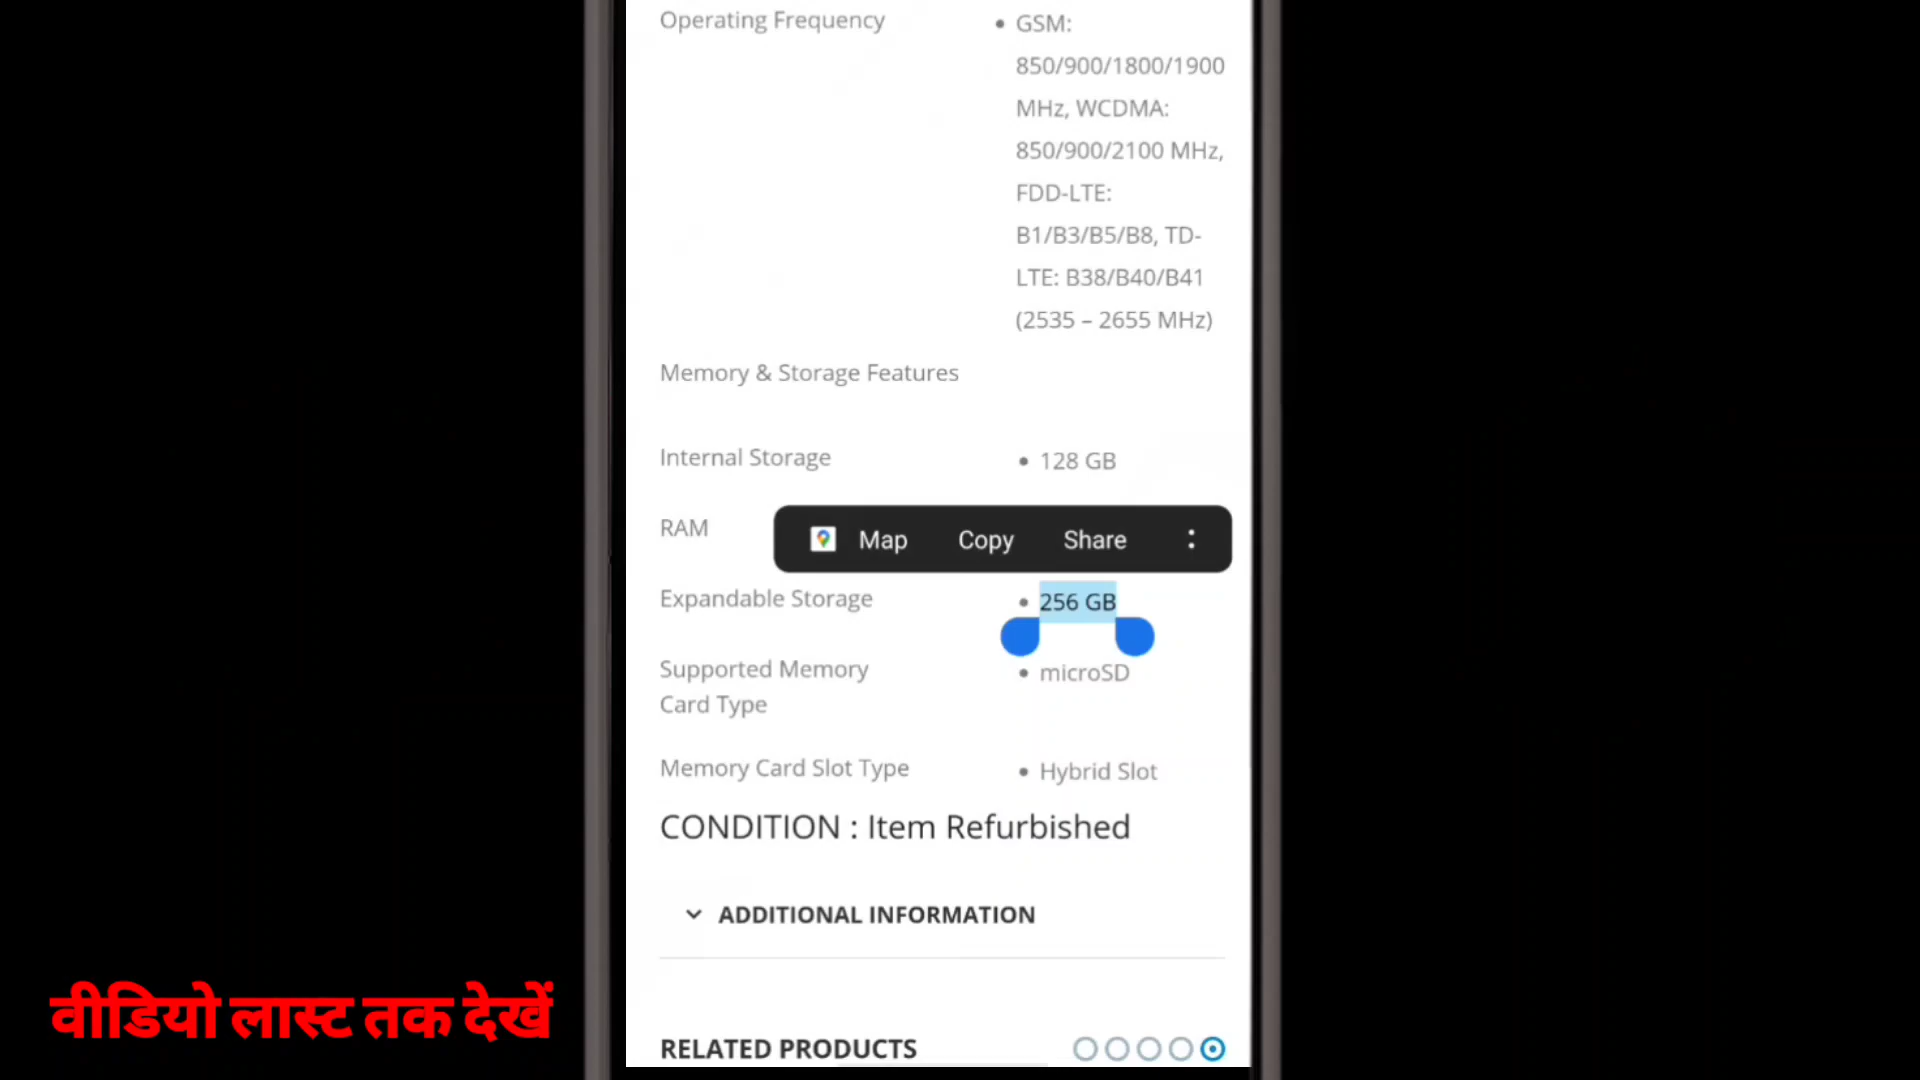 Operating Frequency
• GSM:
850/900/1800/1900
MHz, WCDMA:
850/900/2100 MHz,
FDD-LTE:
B1/B3/B5/B8, TD-
LTE: B38/B40/B41
(2535 – 2655 MHz)
Memory & Storage Features
Internal Storage • 128 GB
RAM
Map Copy Share
Expandable Storage • 256 GB
Supported Memory • microSD
Card Type
Memory Card Slot Type • Hybrid Slot
CONDITION : Item Refurbished
ADDITIONAL INFORMATION
वीडियो लास्ट तक देखें
RELATED PRODUCTS